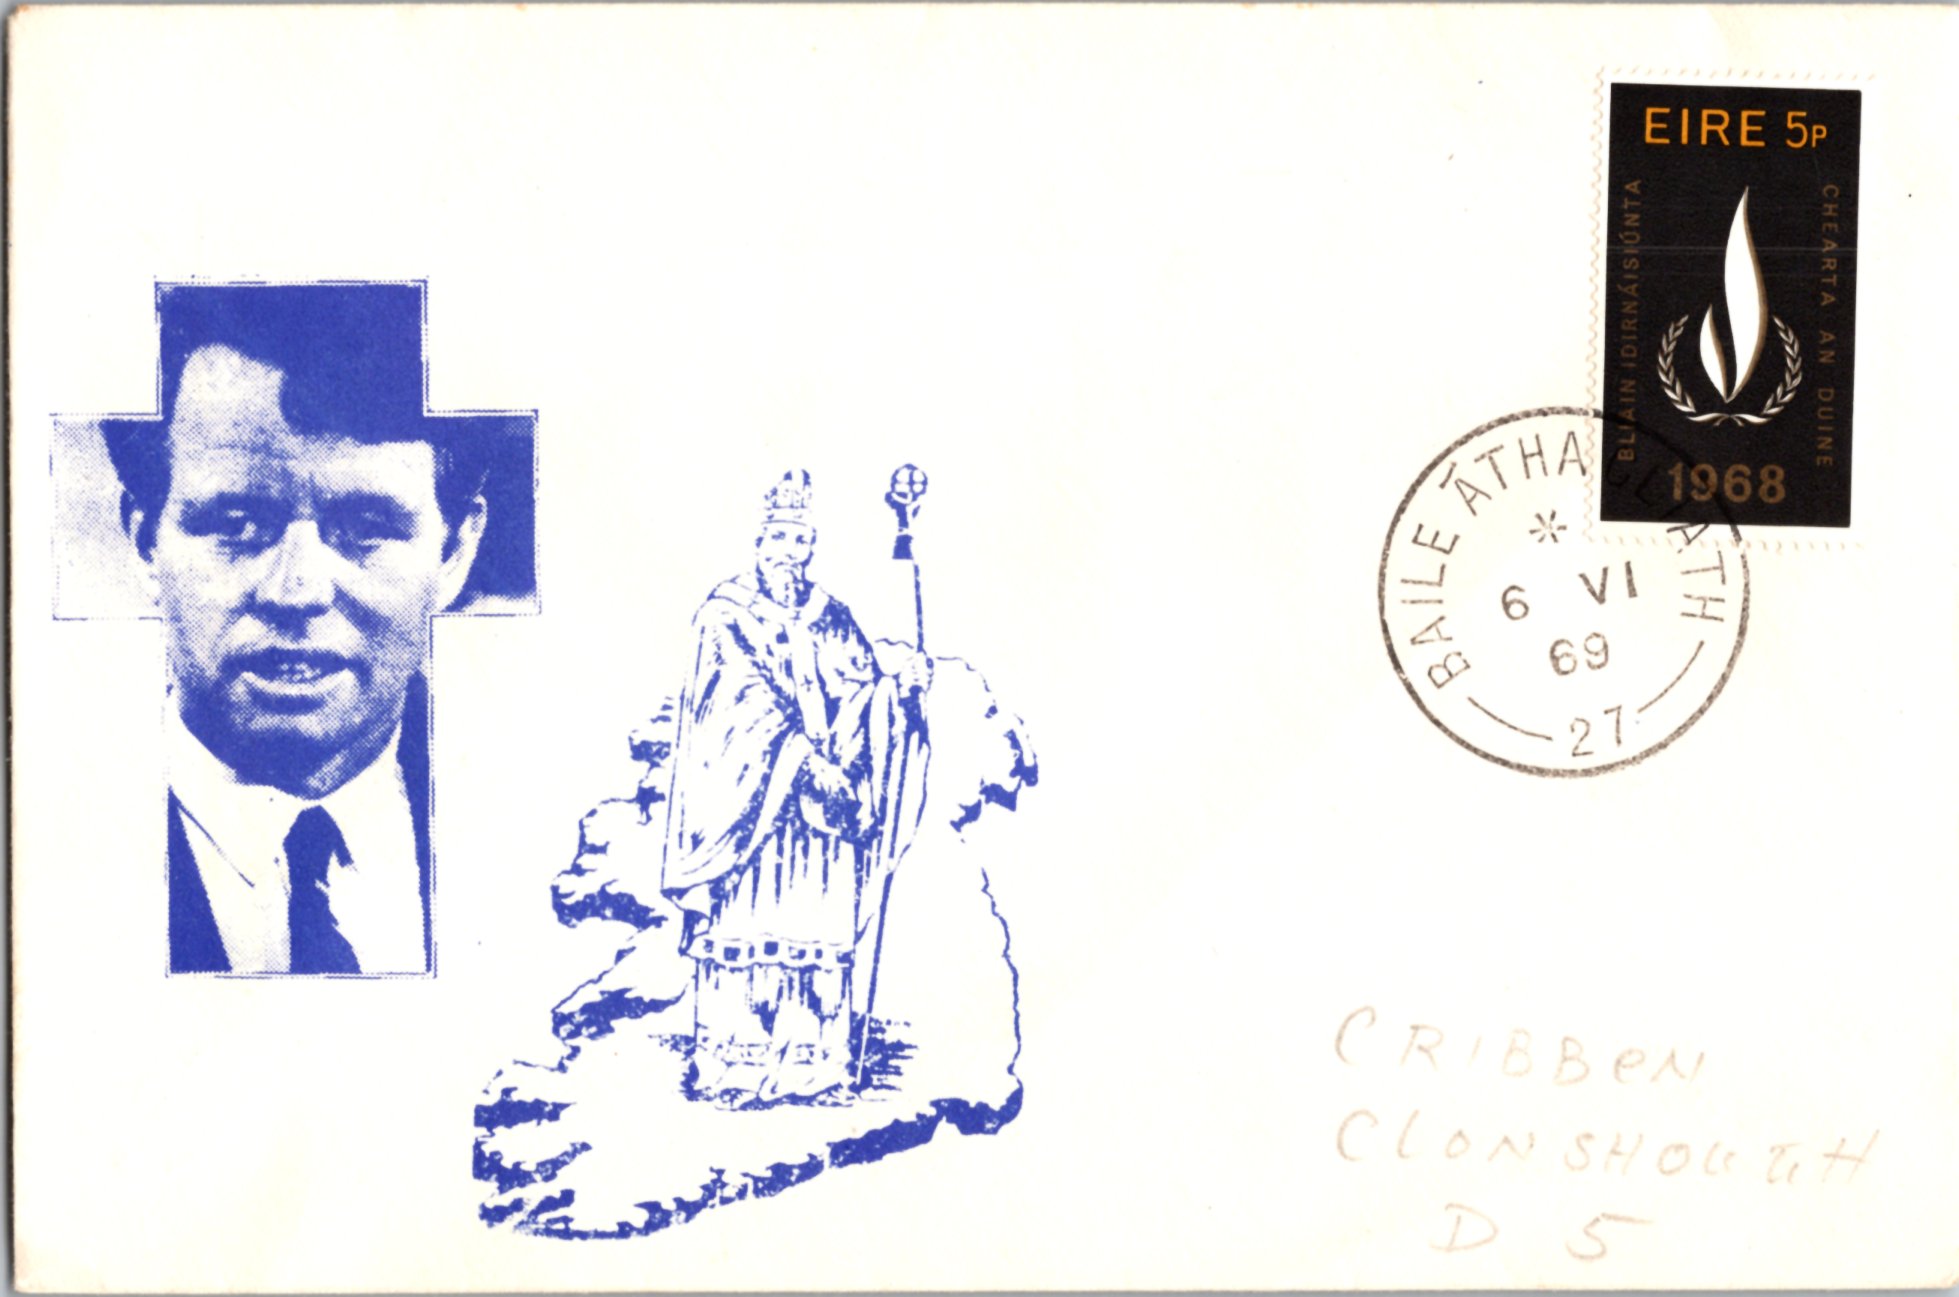 EIRE 5P
BLIAIN IDIRNÁISIÚNTA
CHEARTA AN DUINE
1968
BAILE ÁTHA CLIATH
6 VI
69
27
CRIBBEN
CLONSHOUGH
D 5